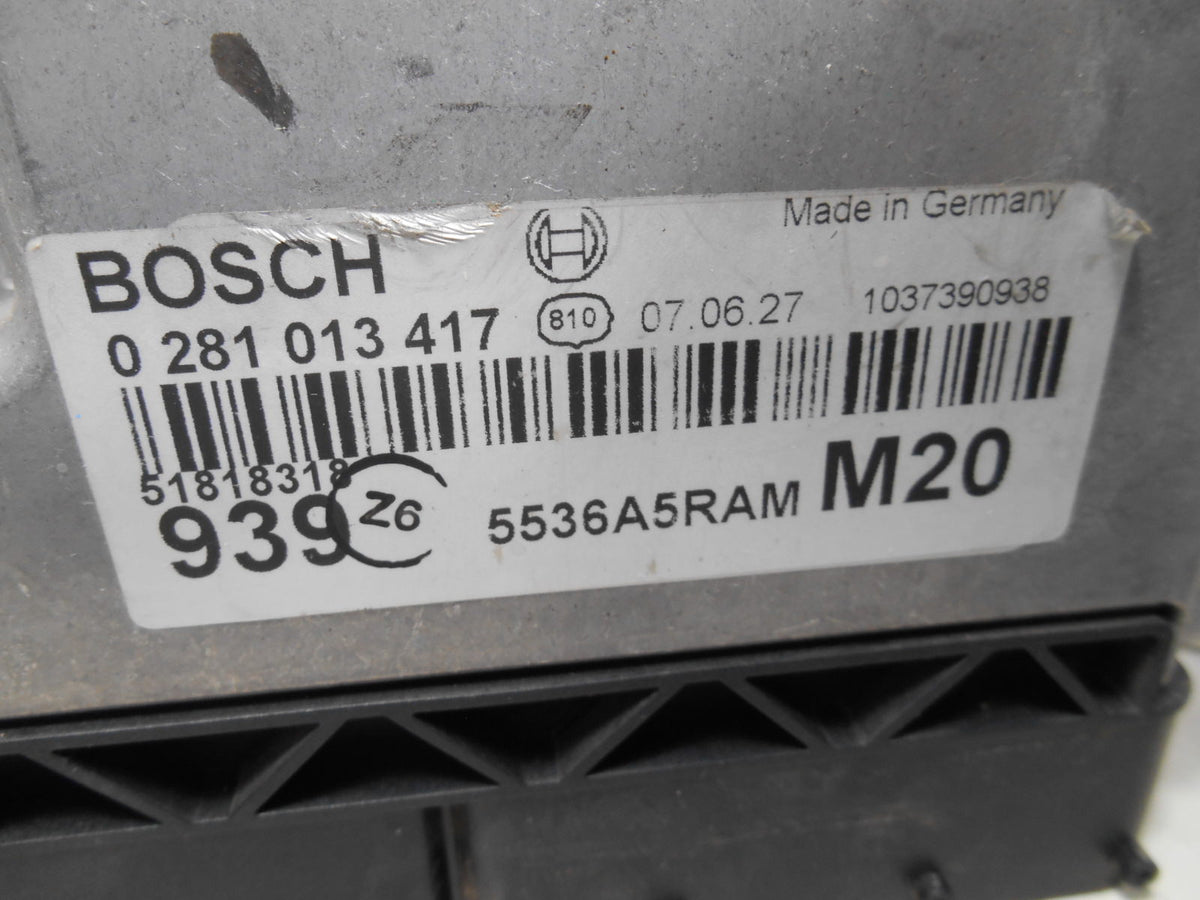 Made in Germany
BOSCH
0 281 013 417 810 07.06.27 1037390938
51818318
939 Z6 5536A5RAM M20